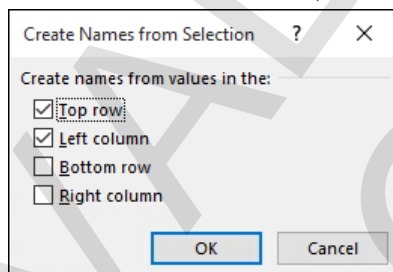 Create Names from Selection ? ×
Create names from values in the:
Top row
Left column
Bottom row
Right column
OK Cancel